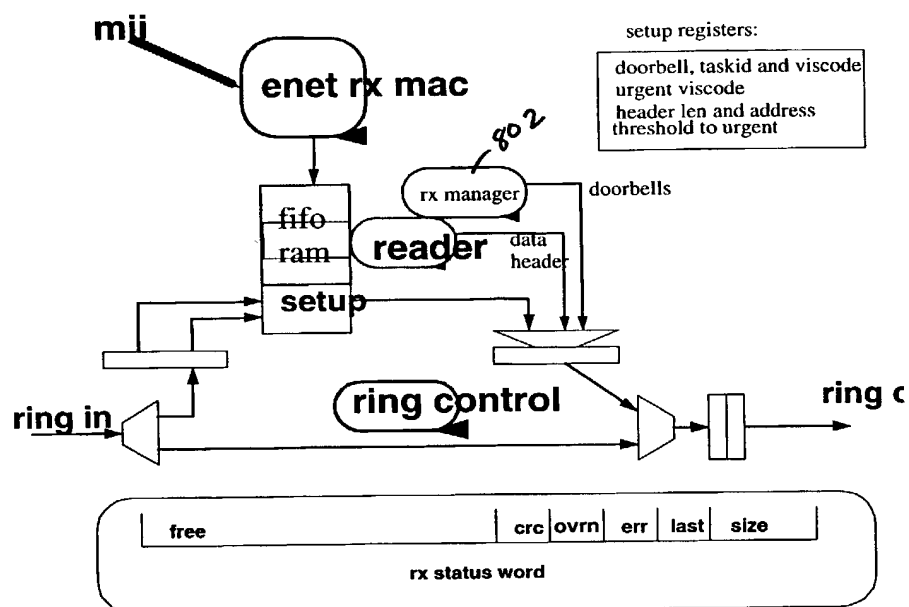 mii
setup registers:
doorbell, taskid and viscode
urgent viscode
header len and address
threshold to urgent
enet rx mac
802
rx manager
doorbells
fifo
ram
reader
data
header
setup
ring in
ring control
ring o
free
crc
ovrn
err
last
size
rx status word